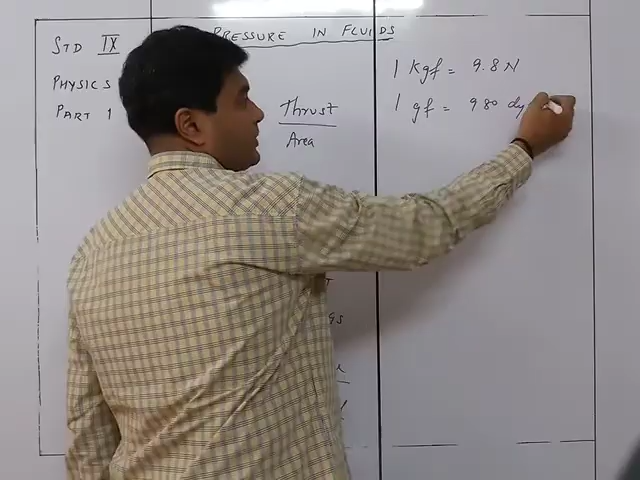 PRESSURE IN FLUIDS
STD IX
PHYSICS
PART 1
Thrust
Area
1 Kgf = 9.8 N
1 gf = 980 dy